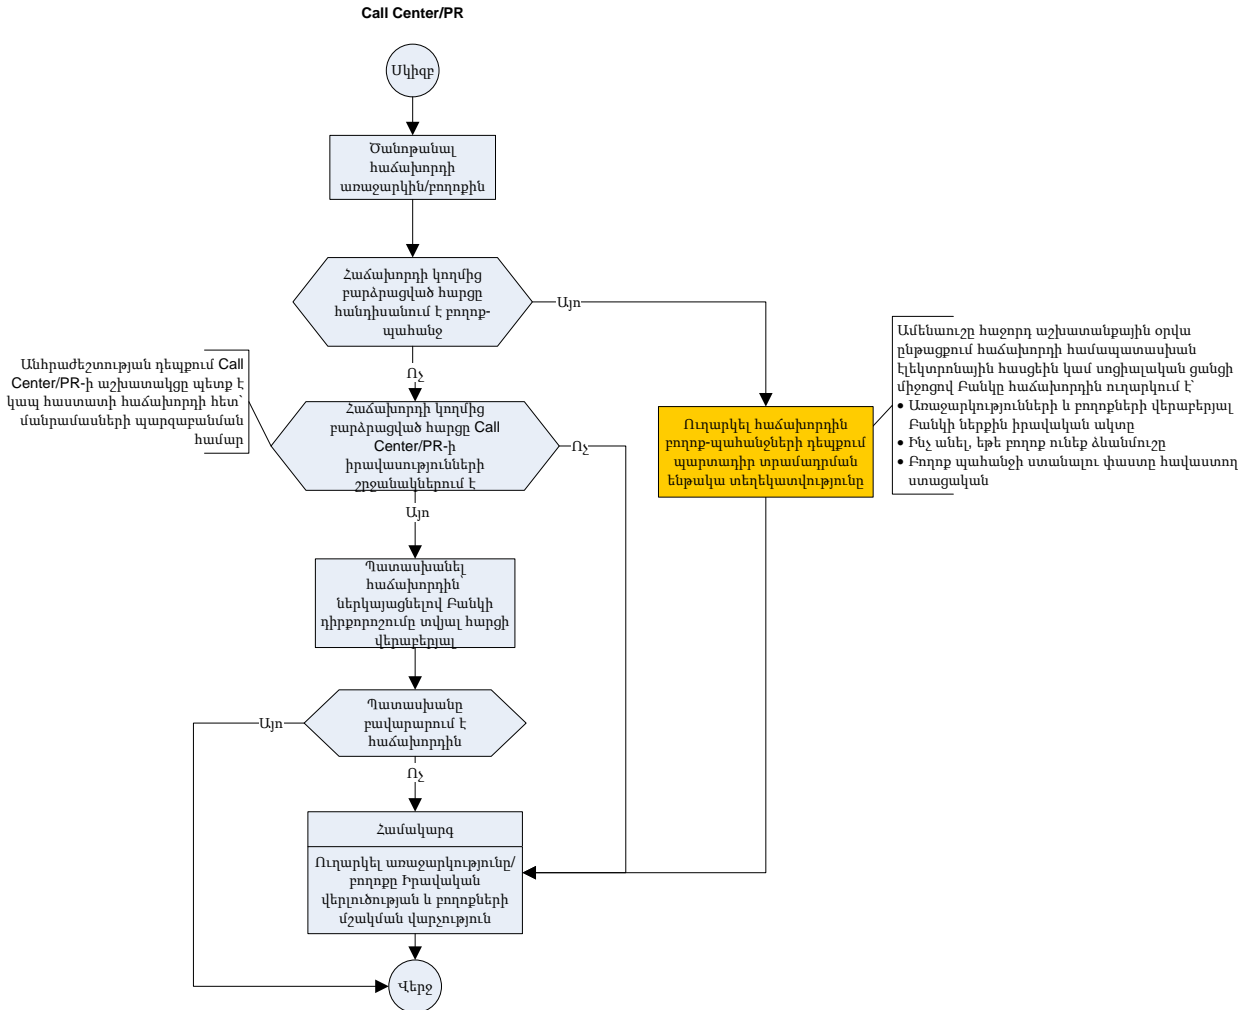 Call Center/PR
Սկիզբ
Ծանոթանալ
հաճախորդի
առաջարկին/բողոքին
Հաճախորդի կողմից
բարձրացված հարցը
հանդիսանում է բողոք-
պահանջ
Այո
Ոչ
Անհրաժեշտության դեպքում Call
Center/PR-ի աշխատակցը պետք է
կապ հաստատի հաճախորդի հետ՝
մանրամասների պարզաբանման
համար
Հաճախորդի կողմից
բարձրացված հարցը Call
Center/PR-ի
իրավասությունների
շրջանակներում է
Ոչ
Այո
Ուղարկել հաճախորդին
բողոք-պահանջների դեպքում
պարտադիր տրամադրման
ենթակա տեղեկատվությունը
Ամենաուշը հաջորդ աշխատանքային օրվա
ընթացքում հաճախորդի համապատասխան
Էլեկտրոնային հասցեին կամ սոցիալական ցանցի
միջոցով Բանկը հաճախորդին ուղարկում է՝
• Առաջարկությունների և բողոքների վերաբերյալ
Բանկի ներքին իրավական ակտը
• Ինչ անել, եթե բողոք ունեք ձևանմուշը
• Բողոք պահանջի ստանալու փաստը հավաստող
ստացական
Պատասխանել
հաճախորդին՝
ներկայացնելով Բանկի
դիրքորոշումը տվյալ հարցի
վերաբերյալ
Պատասխանը
բավարարում է
հաճախորդին
Այո
Ոչ
Համակարգ
Ուղարկել առաջարկությունը/
բողոքը Իրավական
վերլուծության և բողոքների
մշակման վարչություն
Վերջ